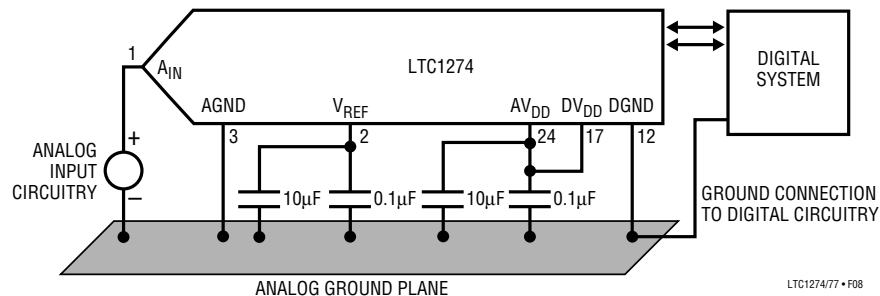 1
A_IN
LTC1274
DIGITAL
SYSTEM
AGND
V_REF
AV_DD
DV_DD
DGND
3
2
24
17
12
+
–
ANALOG
INPUT
CIRCUITRY
10µF
0.1µF
10µF
0.1µF
GROUND CONNECTION
TO DIGITAL CIRCUITRY
ANALOG GROUND PLANE
LTC1274/77 • F08